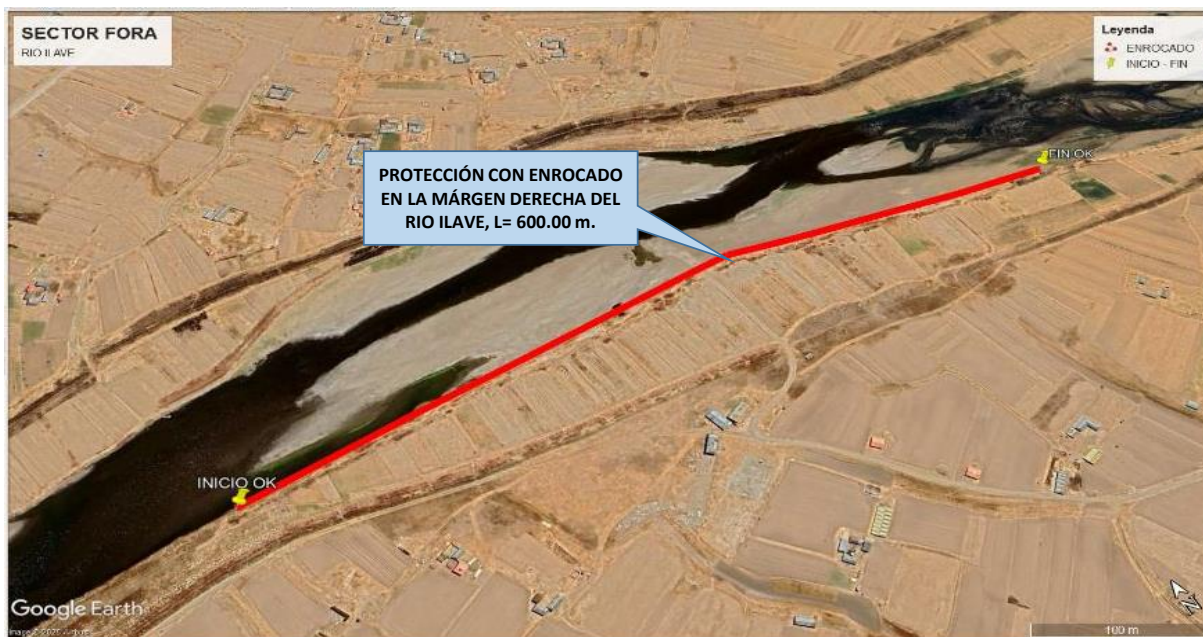 SECTOR FORA
RIO ILAVE
Leyenda
ENROCADO
INICIO - FIN
FIN OK
PROTECCIÓN CON ENROCADO
EN LA MÁRGEN DERECHA DEL
RIO ILAVE, L= 600.00 m.
INICIO OK
Google Earth
100 m